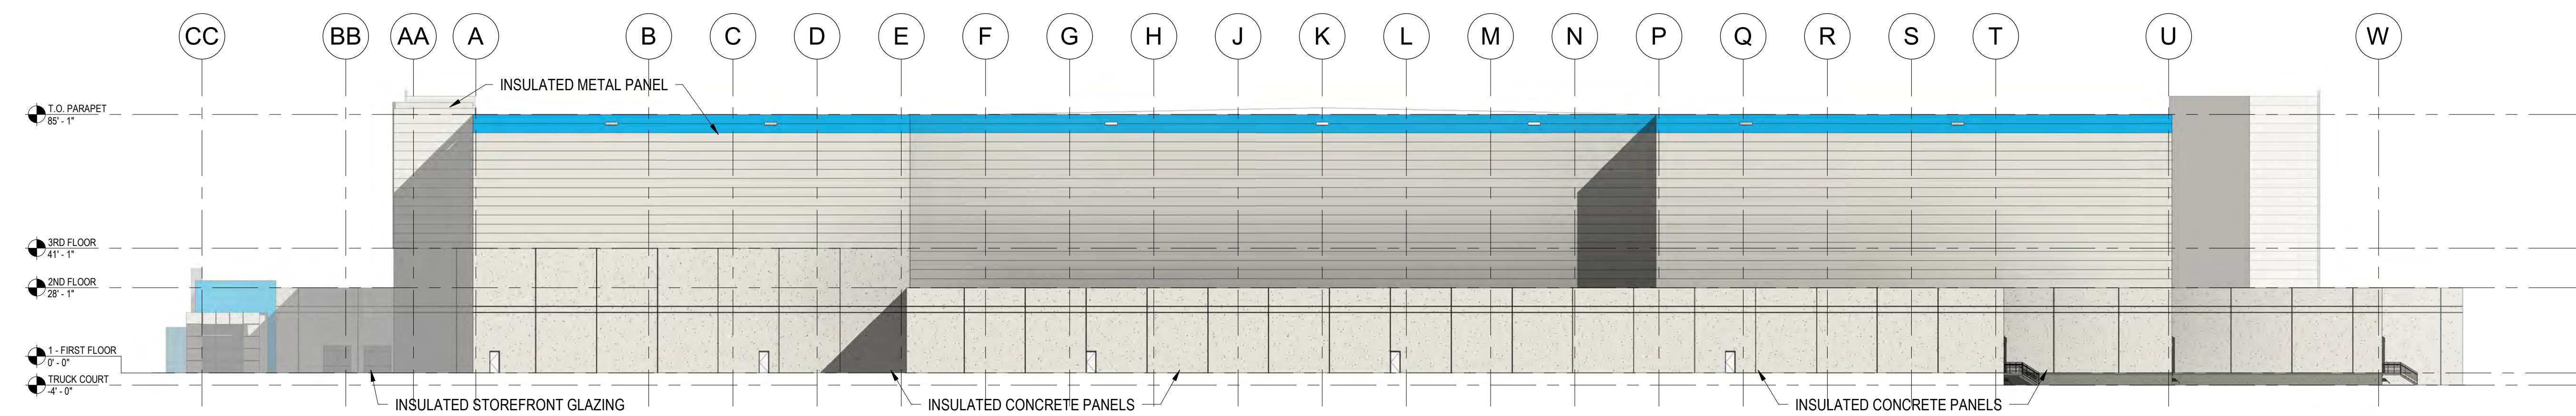 CC BB AA A B C D E F G H J K L M N P Q R S T U W
INSULATED METAL PANEL
T.O. PARAPET
85' - 1"
3RD FLOOR
41' - 1"
2ND FLOOR
28' - 1"
1 - FIRST FLOOR
0' - 0"
TRUCK COURT
-4' - 0"
INSULATED STOREFRONT GLAZING
INSULATED CONCRETE PANELS
INSULATED CONCRETE PANELS